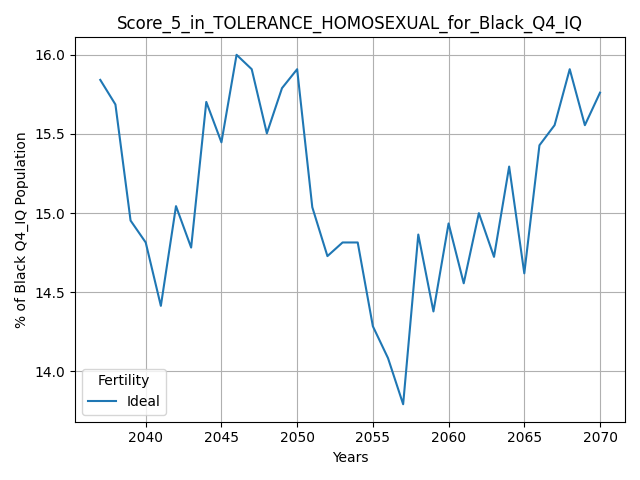 Score_5_in_TOLERANCE_HOMOSEXUAL_for_Black_Q4_IQ
16.0
15.5
15.0
14.5
14.0
% of Black Q4_IQ Population
Fertility
Ideal
2040 2045 2050 2055 2060 2065 2070
Years